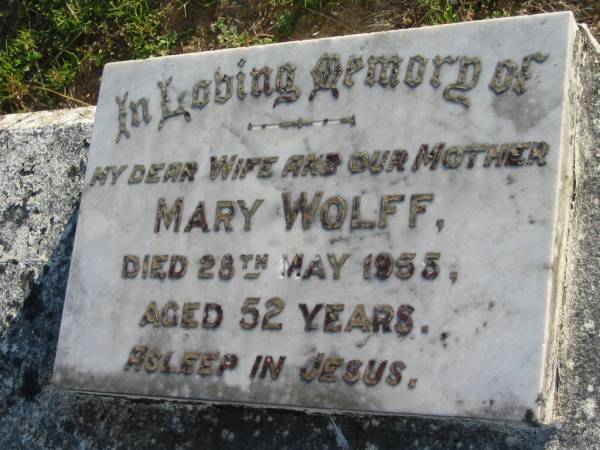 In Loving Memory of
MY DEAR WIFE AND OUR MOTHER
MARY WOLFF,
DIED 28TH MAY 1955,
AGED 52 YEARS.
ASLEEP IN JESUS.